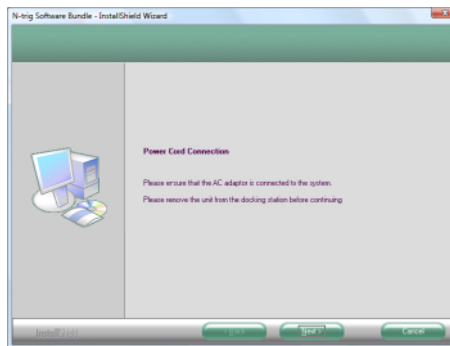 N-trig Software Bundle - InstallShield Wizard
Power Cord Connection
Please ensure that the AC adaptor is connected to the system.
Please remove the unit from the docking station before continuing
InstallShield
< Back
Next >
Cancel